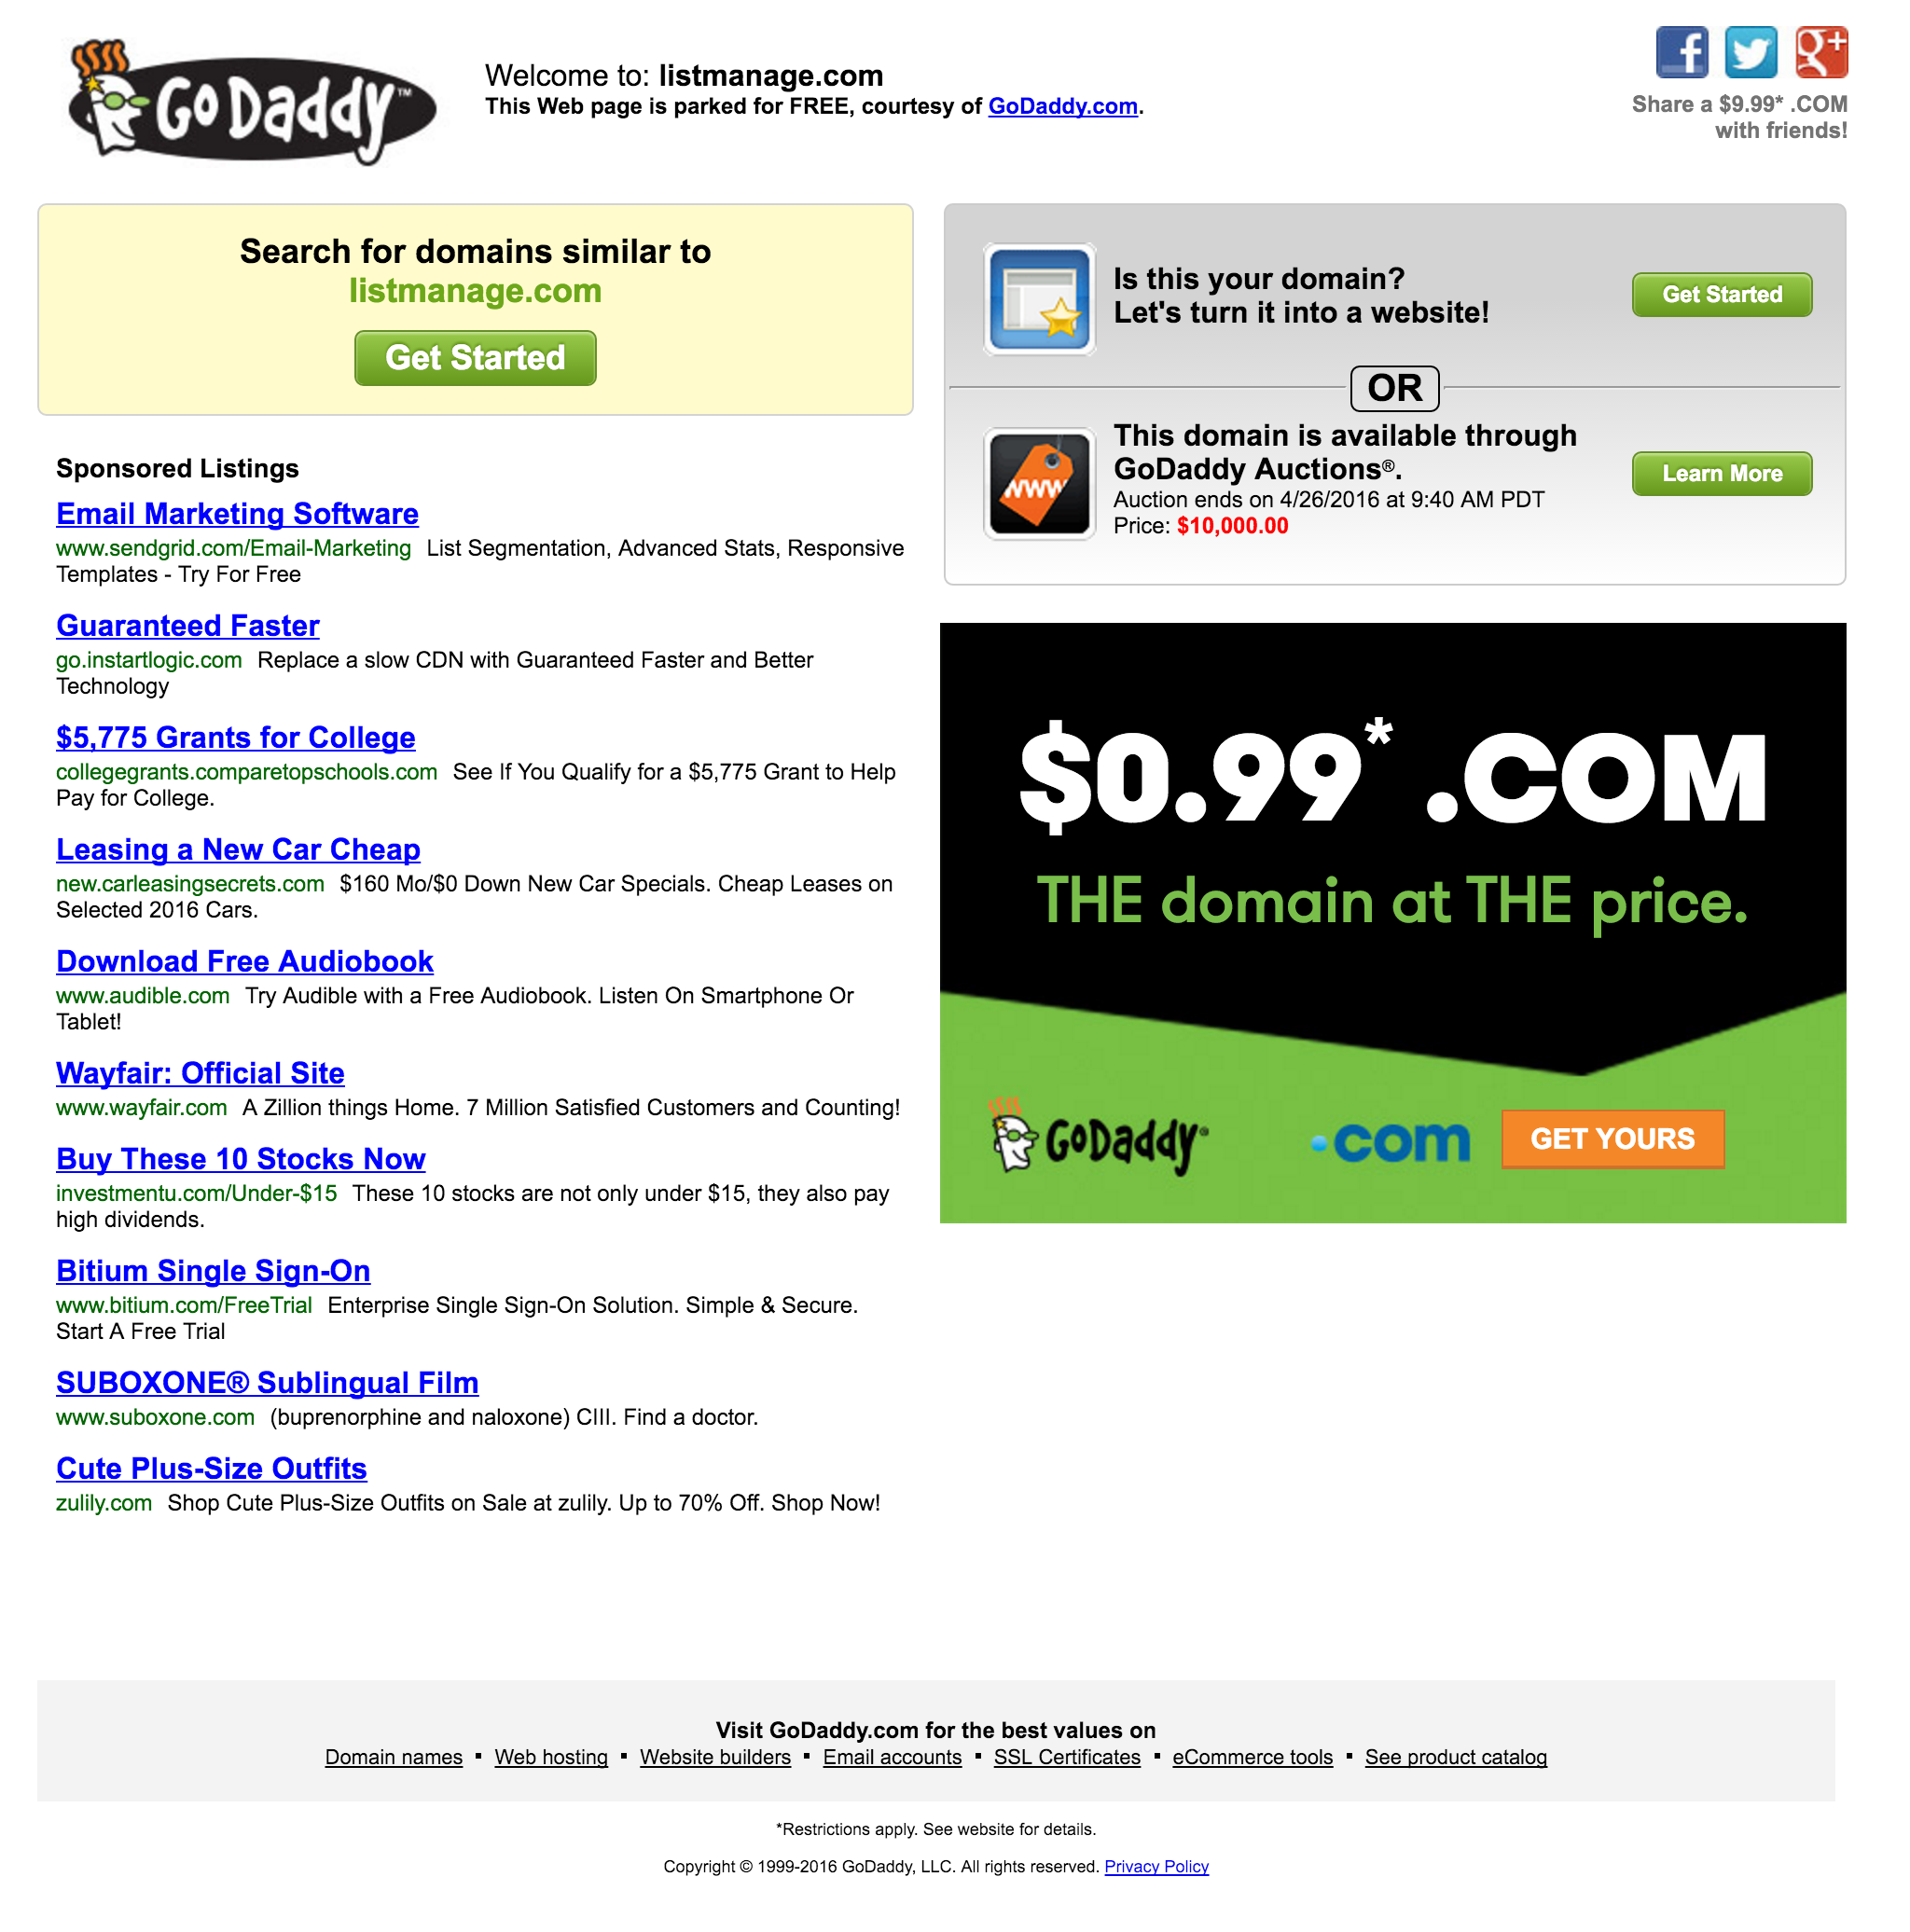 GoDaddy™
Welcome to: listmanage.com
This Web page is parked for FREE, courtesy of GoDaddy.com.
f
g+
Share a $9.99* .COM
with friends!
Search for domains similar to
listmanage.com
Get Started
Is this your domain?
Let's turn it into a website!
Get Started
OR
www
This domain is available through
GoDaddy Auctions®.
Auction ends on 4/26/2016 at 9:40 AM PDT
Price: $10,000.00
Learn More
Sponsored Listings
Email Marketing Software
www.sendgrid.com/Email-Marketing List Segmentation, Advanced Stats, Responsive
Templates - Try For Free
Guaranteed Faster
go.instartlogic.com Replace a slow CDN with Guaranteed Faster and Better
Technology
$5,775 Grants for College
collegegrants.comparetopschools.com See If You Qualify for a $5,775 Grant to Help
Pay for College.
Leasing a New Car Cheap
new.carleasingsecrets.com $160 Mo/$0 Down New Car Specials. Cheap Leases on
Selected 2016 Cars.
Download Free Audiobook
www.audible.com Try Audible with a Free Audiobook. Listen On Smartphone Or
Tablet!
Wayfair: Official Site
www.wayfair.com A Zillion things Home. 7 Million Satisfied Customers and Counting!
Buy These 10 Stocks Now
investmentu.com/Under-$15 These 10 stocks are not only under $15, they also pay
high dividends.
Bitium Single Sign-On
www.bitium.com/FreeTrial Enterprise Single Sign-On Solution. Simple & Secure.
Start A Free Trial
SUBOXONE® Sublingual Film
www.suboxone.com (buprenorphine and naloxone) CIII. Find a doctor.
Cute Plus-Size Outfits
zulily.com Shop Cute Plus-Size Outfits on Sale at zulily. Up to 70% Off. Shop Now!
$0.99* .COM
THE domain at THE price.
GoDaddy®
.com
GET YOURS
Visit GoDaddy.com for the best values on
Domain names ▪ Web hosting ▪ Website builders ▪ Email accounts ▪ SSL Certificates ▪ eCommerce tools ▪ See product catalog
*Restrictions apply. See website for details.
Copyright © 1999-2016 GoDaddy, LLC. All rights reserved. Privacy Policy